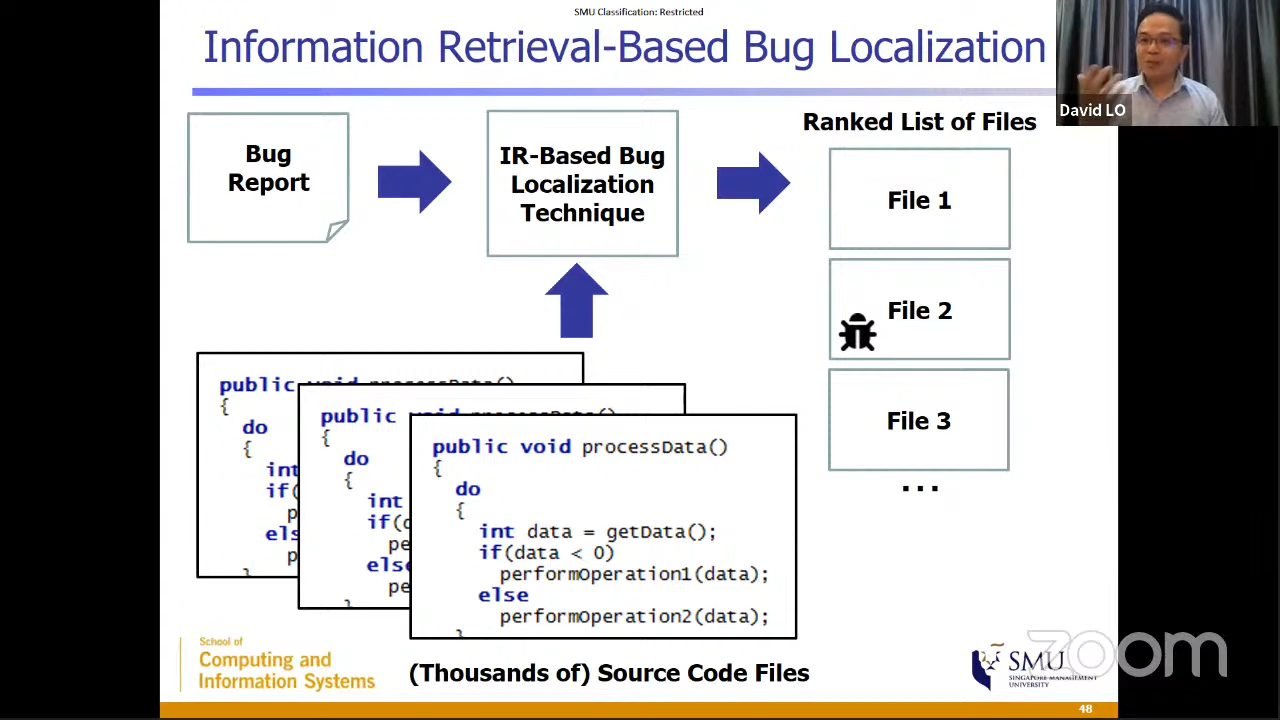 SMU Classification: Restricted
Information Retrieval-Based Bug Localization
David LO
Bug
Report
IR-Based Bug
Localization
Technique
Ranked List of Files
File 1
File 2
File 3
...
public void processData()
{
do
{
int
if(
p
els
p
public void processData()
{
do
{
int
if(d
pe
else
pe
public void processData()
{
do
{
int data = getData();
if(data < 0)
performOperation1(data);
else
performOperation2(data);
}
(Thousands of) Source Code Files
School of
Computing and
Information Systems
SMU
SINGAPORE MANAGEMENT
UNIVERSITY
zoom
48